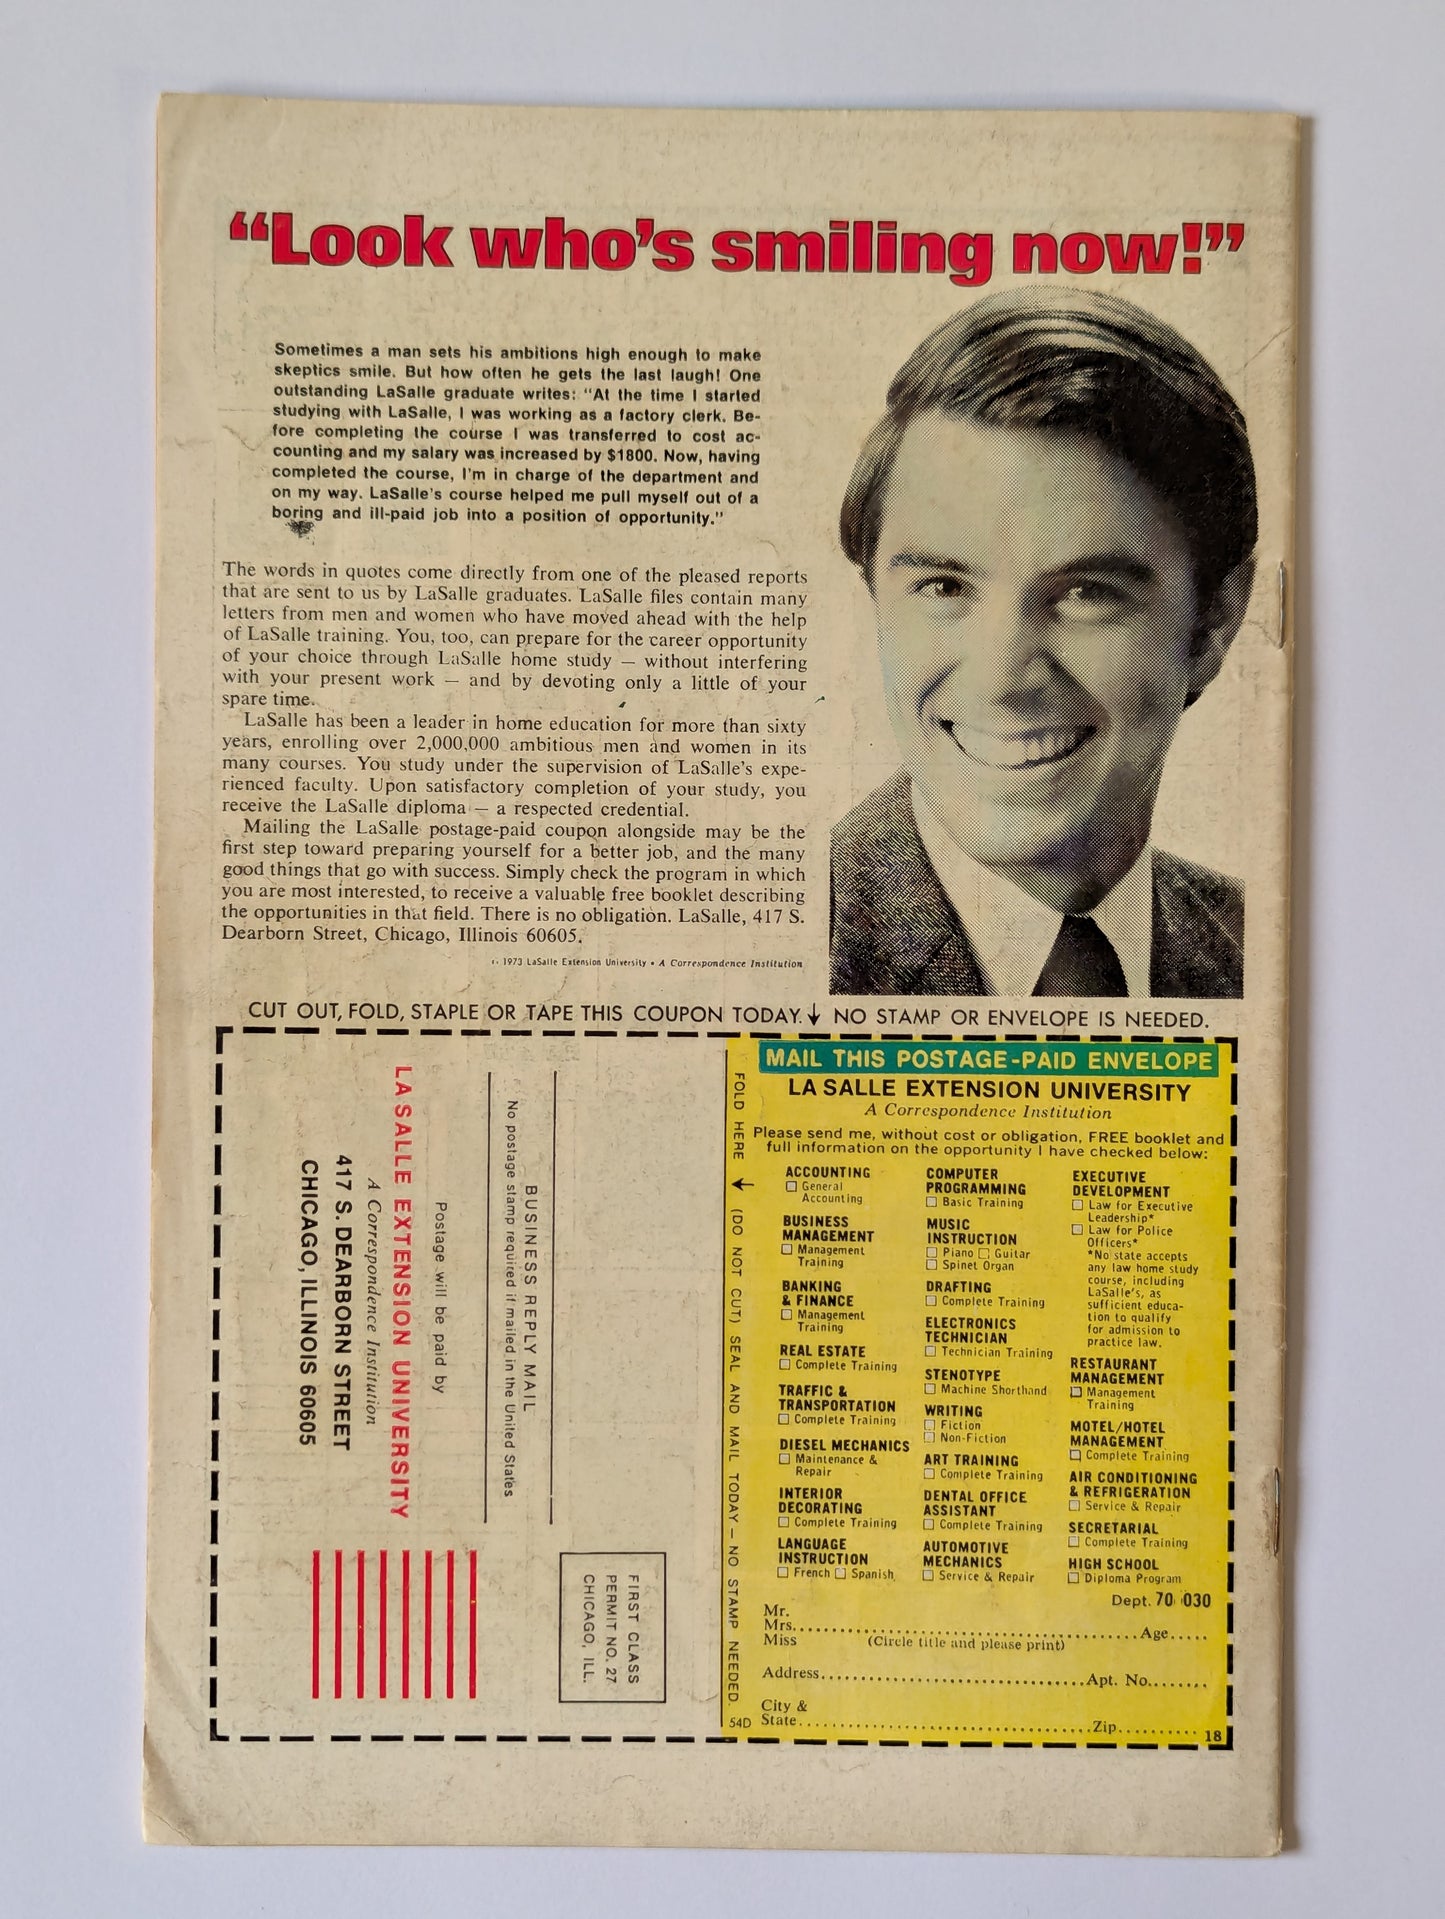 “Look who’s smiling now!”
Sometimes a man sets his ambitions high enough to make
skeptics smile. But how often he gets the last laugh! One
outstanding LaSalle graduate writes: “At the time I started
studying with LaSalle, I was working as a factory clerk. Be-
fore completing the course I was transferred to cost ac-
counting and my salary was increased by $1800. Now, having
completed the course, I’m in charge of the department and
on my way. LaSalle’s course helped me pull myself out of a
boring and ill-paid job into a position of opportunity.”
The words in quotes come directly from one of the pleased reports
that are sent to us by LaSalle graduates. LaSalle files contain many
letters from men and women who have moved ahead with the help
of LaSalle training. You, too, can prepare for the career opportunity
of your choice through LaSalle home study — without interfering
with your present work — and by devoting only a little of your
spare time.
LaSalle has been a leader in home education for more than sixty
years, enrolling over 2,000,000 ambitious men and women in its
many courses. You study under the supervision of LaSalle’s expe-
rienced faculty. Upon satisfactory completion of your study, you
receive the LaSalle diploma — a respected credential.
Mailing the LaSalle postage-paid coupon alongside may be the
first step toward preparing yourself for a better job, and the many
good things that go with success. Simply check the program in which
you are most interested, to receive a valuable free booklet describing
the opportunities in that field. There is no obligation. LaSalle, 417 S.
Dearborn Street, Chicago, Illinois 60605.
© 1973 LaSalle Extension University • A Correspondence Institution
CUT OUT, FOLD, STAPLE OR TAPE THIS COUPON TODAY. ↓ NO STAMP OR ENVELOPE IS NEEDED.
FIRST CLASS
PERMIT NO. 27
CHICAGO, ILL.
BUSINESS REPLY MAIL
No postage stamp required if mailed in the United States
Postage will be paid by
LA SALLE EXTENSION UNIVERSITY
A Correspondence Institution
417 S. DEARBORN STREET
CHICAGO, ILLINOIS 60605
FOLD HERE → (DO NOT CUT) SEAL AND MAIL TODAY — NO STAMP NEEDED.
54D
MAIL THIS POSTAGE-PAID ENVELOPE
LA SALLE EXTENSION UNIVERSITY
A Correspondence Institution
Please send me, without cost or obligation, FREE booklet and
full information on the opportunity I have checked below:
ACCOUNTING
□ General
Accounting
BUSINESS
MANAGEMENT
□ Management
Training
BANKING
& FINANCE
□ Management
Training
REAL ESTATE
□ Complete Training
TRAFFIC &
TRANSPORTATION
□ Complete Training
DIESEL MECHANICS
□ Maintenance &
Repair
INTERIOR
DECORATING
□ Complete Training
LANGUAGE
INSTRUCTION
□ French □ Spanish
COMPUTER
PROGRAMMING
□ Basic Training
MUSIC
INSTRUCTION
□ Piano □ Guitar
□ Spinet Organ
DRAFTING
□ Complete Training
ELECTRONICS
TECHNICIAN
□ Technician Training
STENOTYPE
□ Machine Shorthand
WRITING
□ Fiction
□ Non-Fiction
ART TRAINING
□ Complete Training
DENTAL OFFICE
ASSISTANT
□ Complete Training
AUTOMOTIVE
MECHANICS
□ Service & Repair
EXECUTIVE
DEVELOPMENT
□ Law for Executive
Leadership*
□ Law for Police
Officers*
*No state accepts
any law home study
course, including
LaSalle’s, as
sufficient educa-
tion to qualify
for admission to
practice law.
RESTAURANT
MANAGEMENT
□ Management
Training
MOTEL/HOTEL
MANAGEMENT
□ Complete Training
AIR CONDITIONING
& REFRIGERATION
□ Service & Repair
SECRETARIAL
□ Complete Training
HIGH SCHOOL
□ Diploma Program
Dept. 70 030
Mr.
Mrs. Age
Miss (Circle title and please print)
Address Apt. No.
City &
State Zip
18